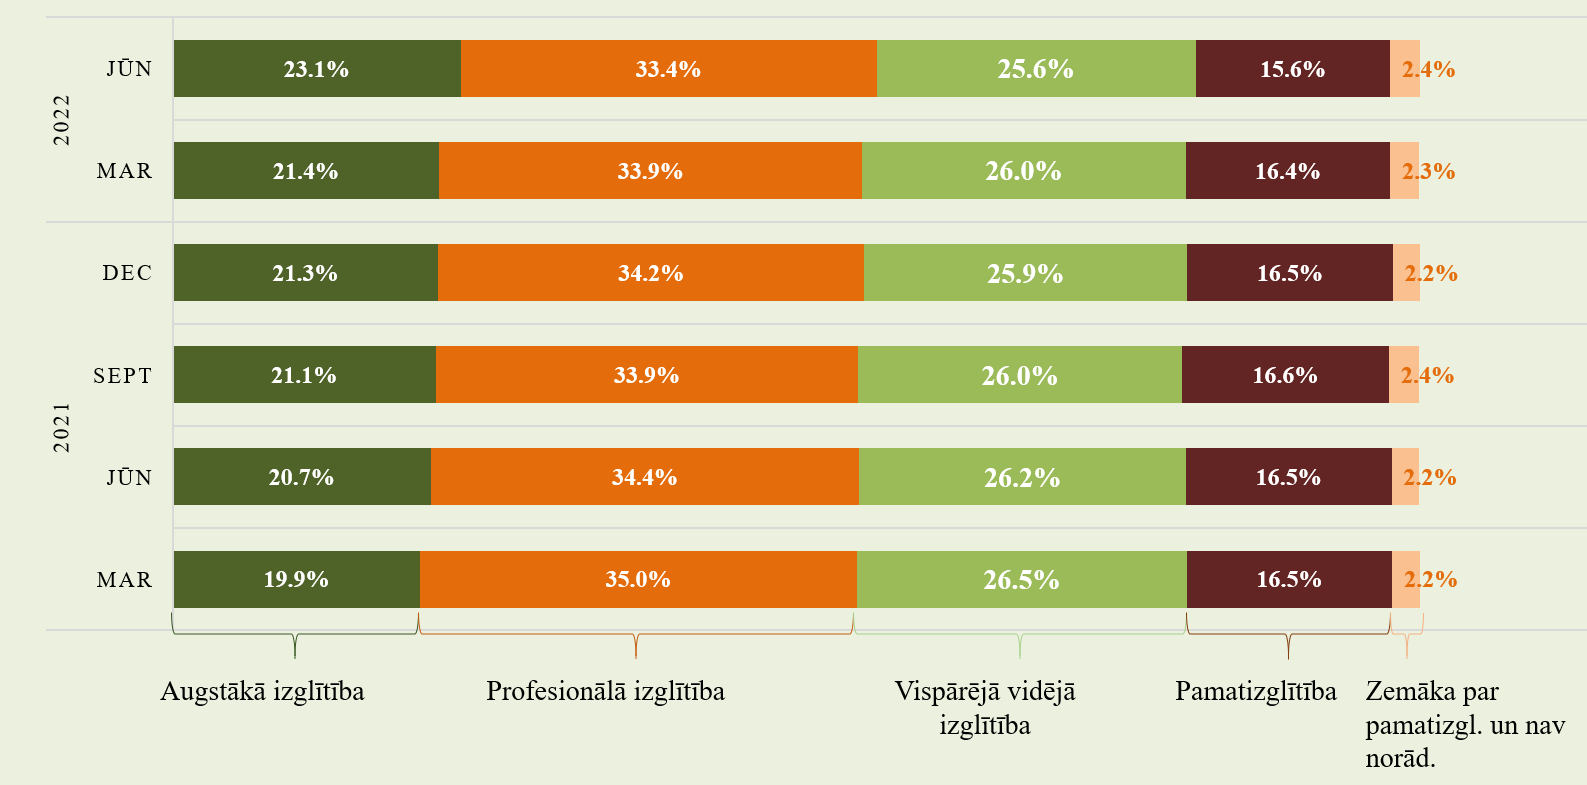 2022
JŪN
23.1%
33.4%
25.6%
15.6%
2.4%
MAR
21.4%
33.9%
26.0%
16.4%
2.3%
2021
DEC
21.3%
34.2%
25.9%
16.5%
2.2%
SEPT
21.1%
33.9%
26.0%
16.6%
2.4%
JŪN
20.7%
34.4%
26.2%
16.5%
2.2%
MAR
19.9%
35.0%
26.5%
16.5%
2.2%
Augstākā izglītība
Profesionālā izglītība
Vispārējā vidējā
izglītība
Pamatizglītība
Zemāka par
pamatizgl. un nav
norād.